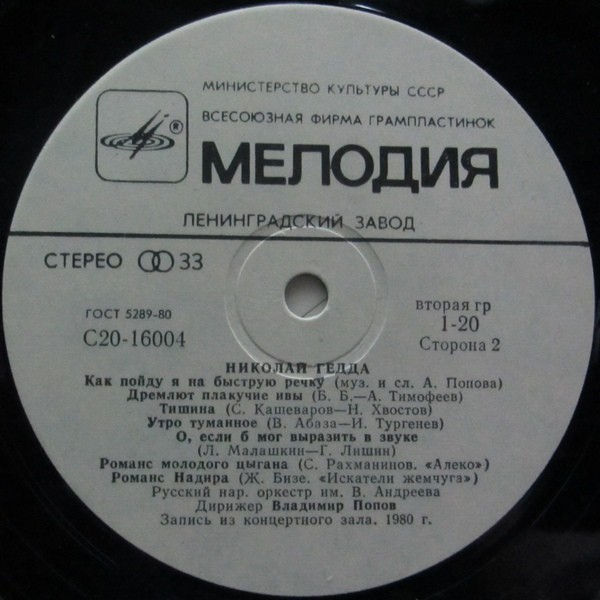 МИНИСТЕРСТВО КУЛЬТУРЫ СССР
ВСЕСОЮЗНАЯ ФИРМА ГРАМПЛАСТИНОК
®
МЕЛОДИЯ
ЛЕНИНГРАДСКИЙ ЗАВОД
СТЕРЕО 33
ГОСТ 5289-80
С20-16004
вторая гр
1-20
Сторона 2
НИКОЛАЙ ГЕДДА
Как пойду я на быструю речку (муз. и сл. А. Попова)
Дремлют плакучие ивы (Б. Б.—А. Тимофеев)
Тишина (С. Кашеваров—Н. Хвостов)
Утро туманное (В. Абаза—И. Тургенев)
О, если б мог выразить в звуке
(Л. Малашкин—Г. Лишин)
Романс молодого цыгана (С. Рахманинов. «Алеко»)
Романс Надира (Ж. Бизе. «Искатели жемчуга»)
Русский нар. оркестр им. В. Андреева
Дирижер Владимир Попов
Запись из концертного зала. 1980 г.